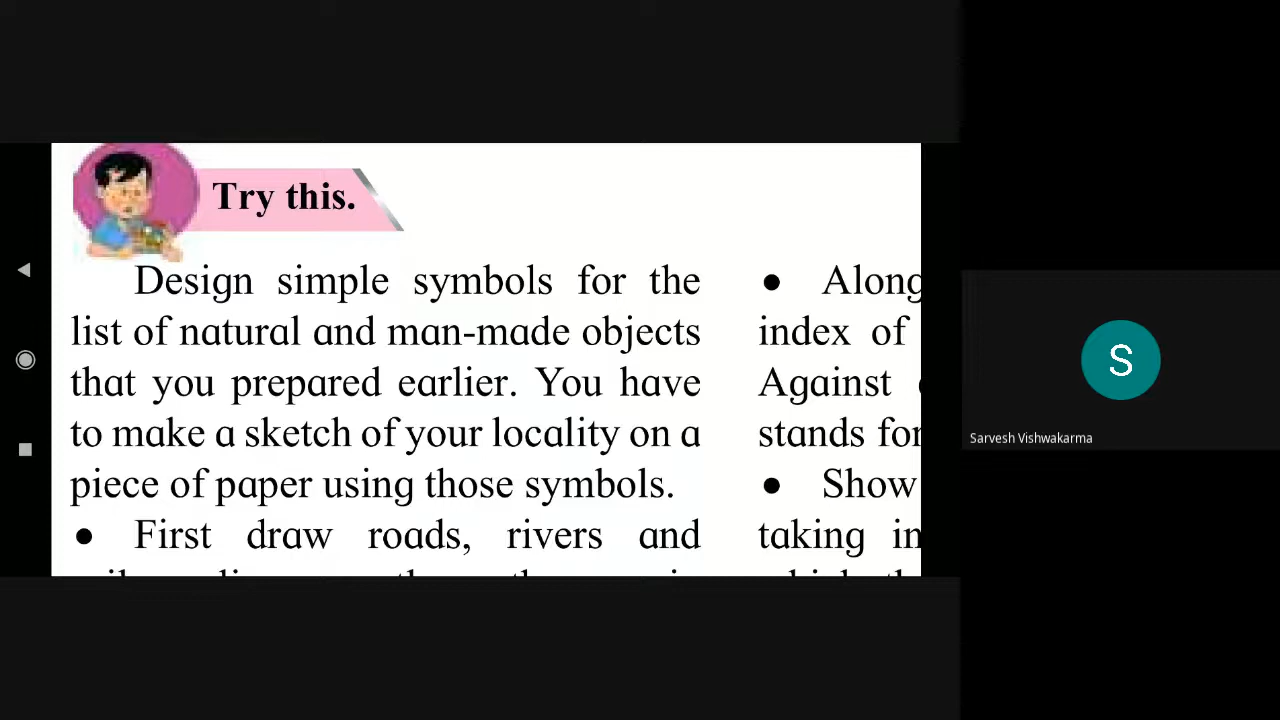 Try this.
Design simple symbols for the
list of natural and man-made objects
that you prepared earlier. You have
to make a sketch of your locality on a
piece of paper using those symbols.
● First draw roads, rivers and
● Along
index of
Against
stands for
● Show
taking in
S
Sarvesh Vishwakarma